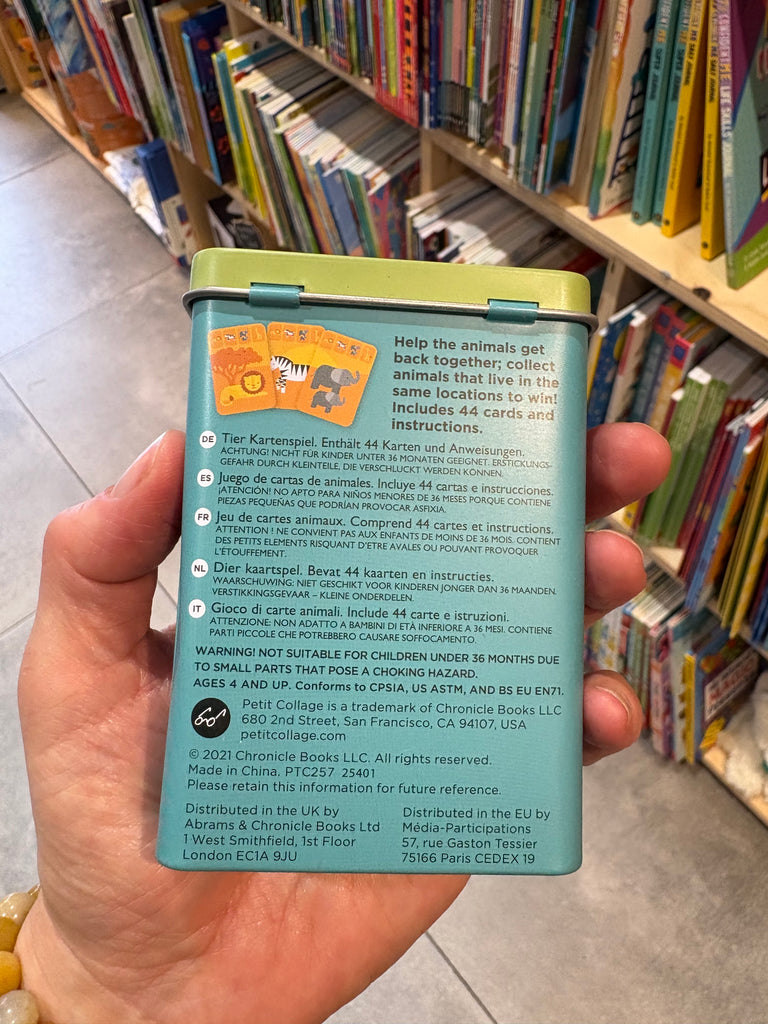 Help the animals get
back together; collect
animals that live in the
same locations to win!
Includes 44 cards and
instructions.
DE Tier Kartenspiel. Enthält 44 Karten und Anweisungen.
ACHTUNG! NICHT FÜR KINDER UNTER 36 MONATEN GEEIGNET. ERSTICKUNGS-
GEFAHR DURCH KLEINTEILE, DIE VERSCHLUCKT WERDEN KÖNNEN.
ES Juego de cartas de animales. Incluye 44 cartas e instrucciones.
¡ATENCIÓN! NO APTO PARA NIÑOS MENORES DE 36 MESES PORQUE CONTIENE
PIEZAS PEQUEÑAS QUE PODRÍAN PROVOCAR ASFIXIA.
FR Jeu de cartes animaux. Comprend 44 cartes et instructions.
ATTENTION ! NE CONVIENT PAS AUX ENFANTS DE MOINS DE 36 MOIS. CONTIENT
DES PETITS ELEMENTS RISQUANT D'ETRE AVALES OU POUVANT PROVOQUER
L'ÉTOUFFEMENT.
NL Dier kaartspel. Bevat 44 kaarten en instructies.
WAARSCHUWING: NIET GESCHIKT VOOR KINDEREN JONGER DAN 36 MAANDEN.
VERSTIKKINGSGEVAAR – KLEINE ONDERDELEN.
IT Gioco di carte animali. Include 44 carte e istruzioni.
ATTENZIONE: NON ADATTO A BAMBINI DI ETÀ INFERIORE A 36 MESI. CONTIENE
PARTI PICCOLE CHE POTREBBERO CAUSARE SOFFOCAMENTO.
WARNING! NOT SUITABLE FOR CHILDREN UNDER 36 MONTHS DUE
TO SMALL PARTS THAT POSE A CHOKING HAZARD.
AGES 4 AND UP. Conforms to CPSIA, US ASTM, AND BS EU EN71.
Petit Collage is a trademark of Chronicle Books LLC
680 2nd Street, San Francisco, CA 94107, USA
petitcollage.com
© 2021 Chronicle Books LLC. All rights reserved.
Made in China. PTC257 25401
Please retain this information for future reference.
Distributed in the UK by
Abrams & Chronicle Books Ltd
1 West Smithfield, 1st Floor
London EC1A 9JU
Distributed in the EU by
Média-Participations
57, rue Gaston Tessier
75166 Paris CEDEX 19